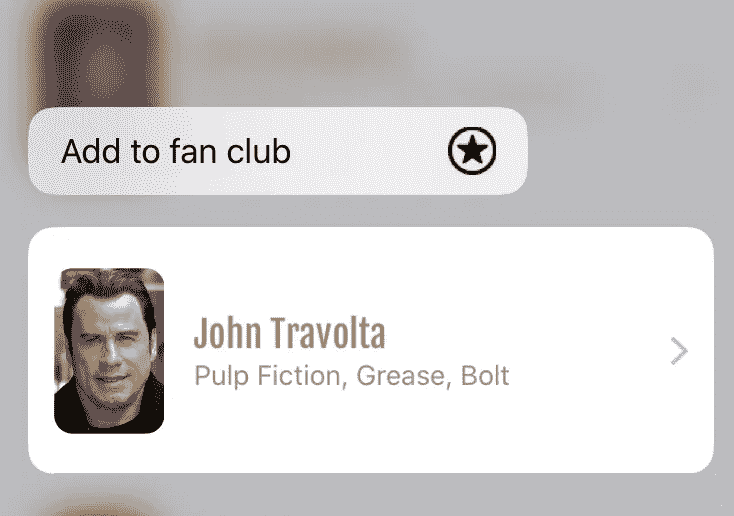 Add to fan club
John Travolta
Pulp Fiction, Grease, Bolt